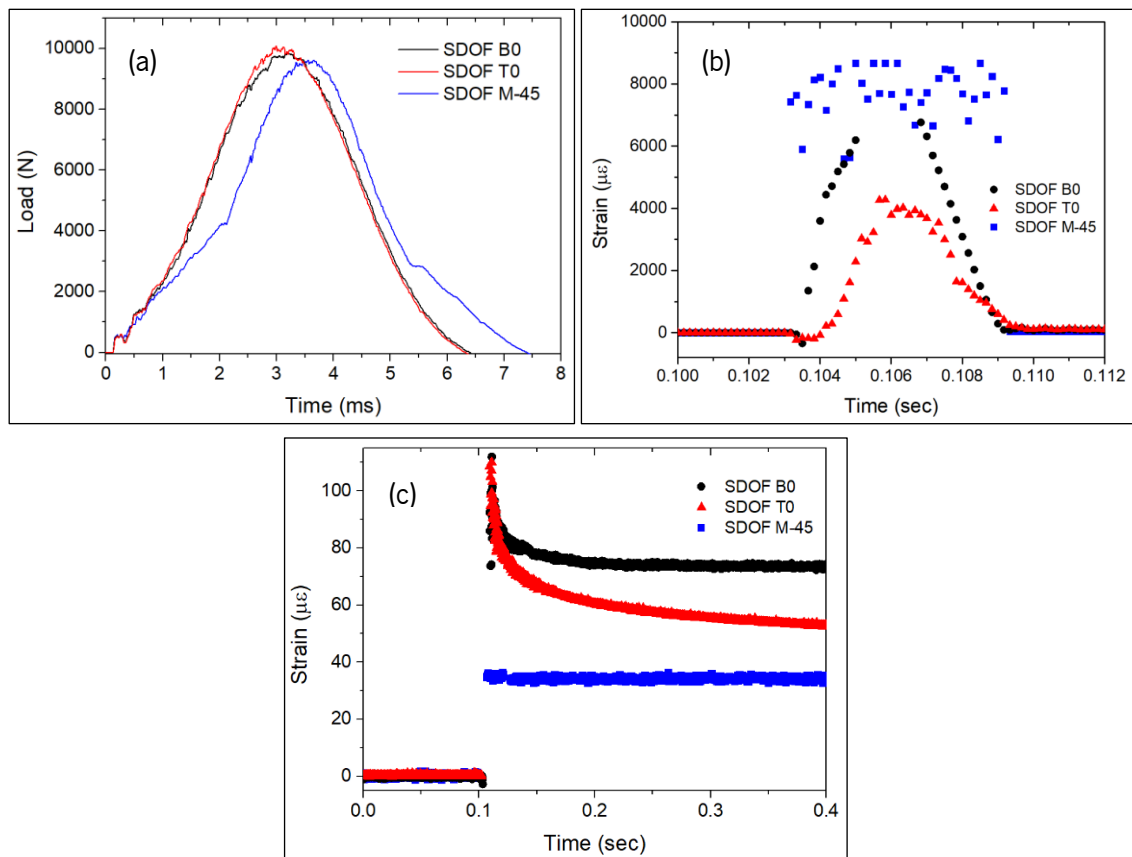 (a)
SDOF B0
SDOF T0
SDOF M-45
Load (N)
10000
8000
6000
4000
2000
0
0 1 2 3 4 5 6 7 8
Time (ms)
(b)
SDOF B0
SDOF T0
SDOF M-45
Strain (με)
10000
8000
6000
4000
2000
0
0.100 0.102 0.104 0.106 0.108 0.110 0.112
Time (sec)
(c)
SDOF B0
SDOF T0
SDOF M-45
Strain (με)
100
80
60
40
20
0
0.0 0.1 0.2 0.3 0.4
Time (sec)